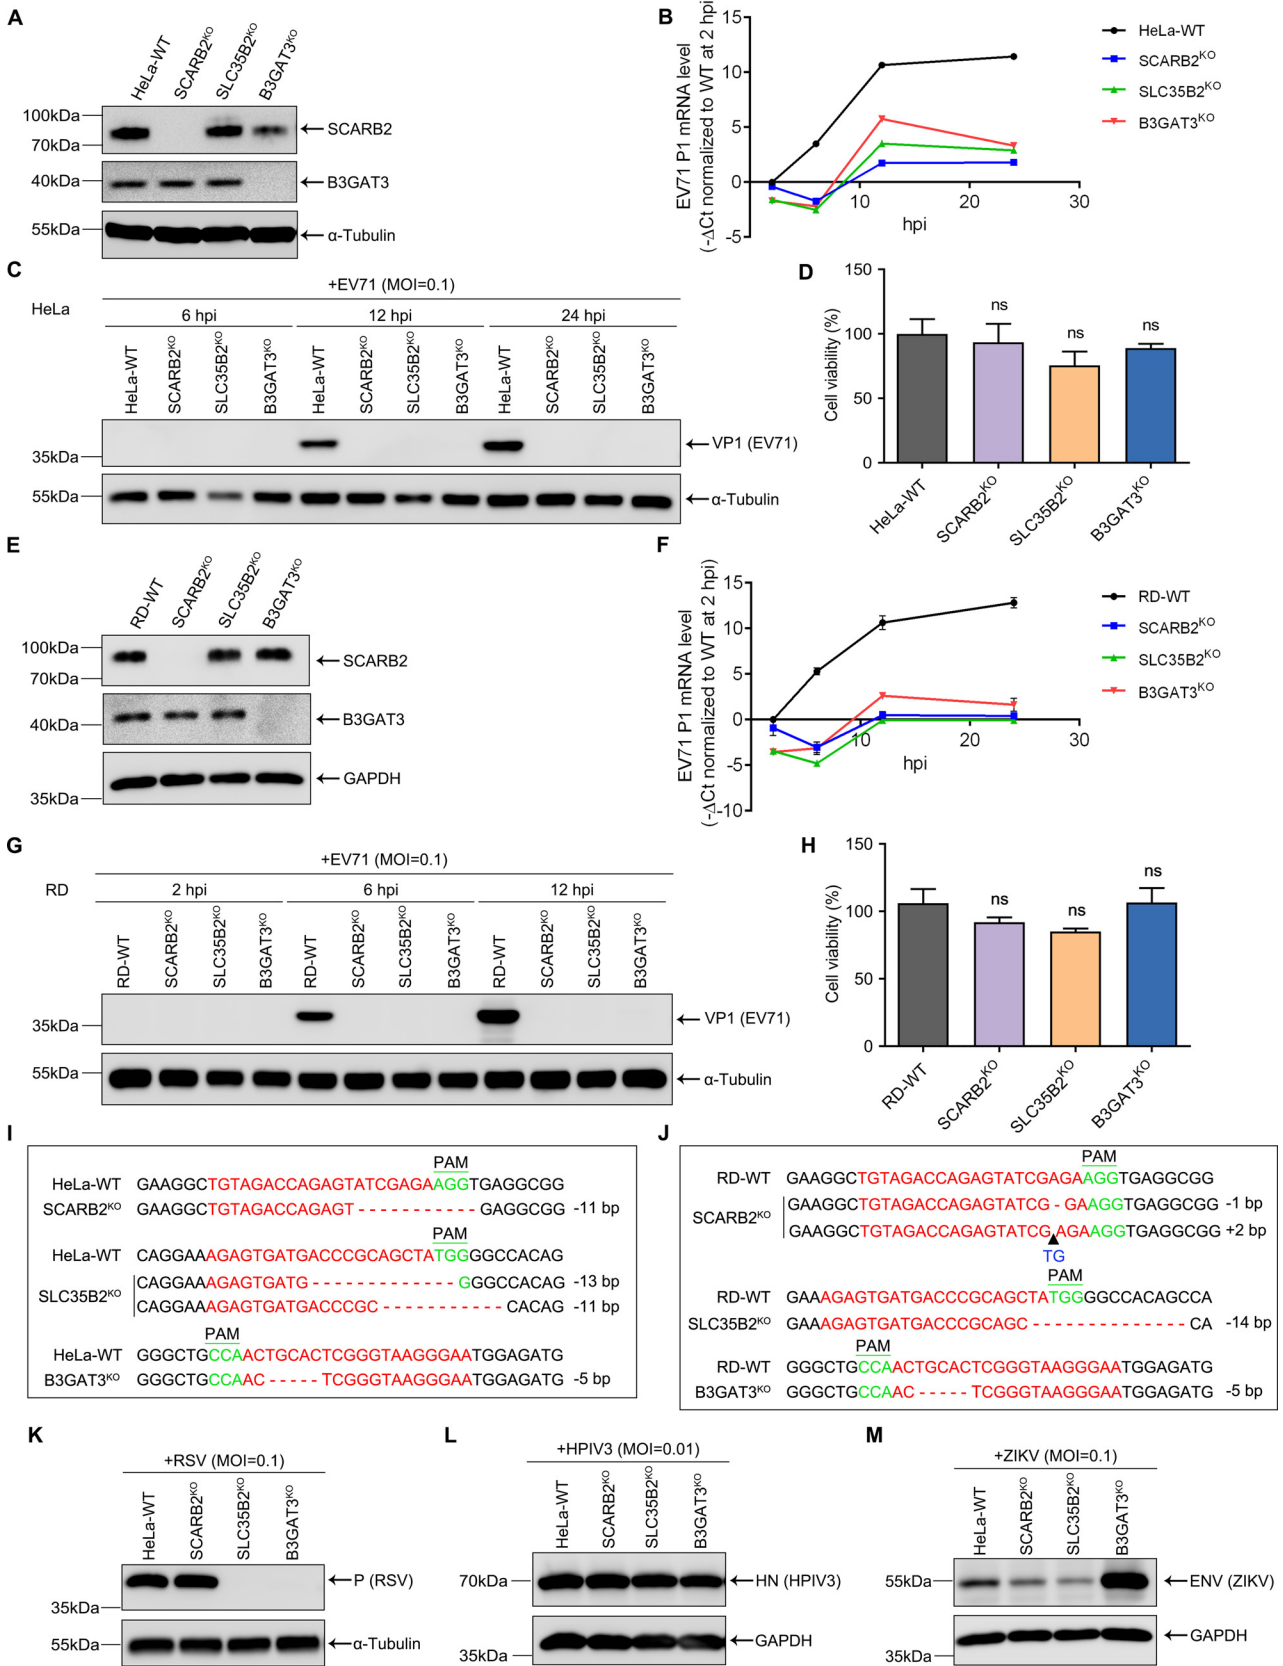 A
HeLa-WT SCARB2KO SLC35B2KO B3GAT3KO
100kDa
70kDa
SCARB2
40kDa
B3GAT3
55kDa
α-Tubulin
B
EV71 P1 mRNA level
(-ΔCt normalized to WT at 2 hpi)
15
10
5
0
-5
10 20 30
hpi
HeLa-WT
SCARB2KO
SLC35B2KO
B3GAT3KO
C
+EV71 (MOI=0.1)
HeLa
6 hpi 12 hpi 24 hpi
HeLa-WT SCARB2KO SLC35B2KO B3GAT3KO HeLa-WT SCARB2KO SLC35B2KO B3GAT3KO HeLa-WT SCARB2KO SLC35B2KO B3GAT3KO
35kDa
VP1 (EV71)
55kDa
α-Tubulin
D
Cell viability (%)
150
100
50
0
ns ns ns
HeLa-WT SCARB2KO SLC35B2KO B3GAT3KO
E
RD-WT SCARB2KO SLC35B2KO B3GAT3KO
100kDa
70kDa
SCARB2
40kDa
B3GAT3
35kDa
GAPDH
F
EV71 P1 mRNA level
(-ΔCt normalized to WT at 2 hpi)
15
10
5
0
-5
-10
10 20 30
hpi
RD-WT
SCARB2KO
SLC35B2KO
B3GAT3KO
G
+EV71 (MOI=0.1)
RD
2 hpi 6 hpi 12 hpi
RD-WT SCARB2KO SLC35B2KO B3GAT3KO RD-WT SCARB2KO SLC35B2KO B3GAT3KO RD-WT SCARB2KO SLC35B2KO B3GAT3KO
35kDa
VP1 (EV71)
55kDa
α-Tubulin
H
Cell viability (%)
150
100
50
0
ns ns ns
RD-WT SCARB2KO SLC35B2KO B3GAT3KO
I
PAM
HeLa-WT GAAGGCTGTAGACCAGAGTATCGAGAAGGTGAGGCGG
SCARB2KO GAAGGCTGTAGACCAGAGT - - - - - - - - - - - GAGGCGG -11 bp
PAM
HeLa-WT CAGGAAAGAGTGATGACCCGCAGCTATGGGGCCACAG
SLC35B2KO
CAGGAAAGAGTGATG - - - - - - - - - - - - - GGGCCACAG -13 bp
CAGGAAAGAGTGATGACCCGC - - - - - - - - - - - CACAG -11 bp
PAM
HeLa-WT GGGCTGCCAACTGCACTCGGGTAAGGGAATGGAGATG
B3GAT3KO GGGCTGCCAAC - - - - - TCGGGTAAGGGAATGGAGATG -5 bp
J
PAM
RD-WT GAAGGCTGTAGACCAGAGTATCGAGAAGGTGAGGCGG
SCARB2KO
GAAGGCTGTAGACCAGAGTATCG - GAAGGTGAGGCGG -1 bp
GAAGGCTGTAGACCAGAGTATCGAGAAGGTGAGGCGG +2 bp
TG
PAM
RD-WT GAAAGAGTGATGACCCGCAGCTATGGGGCCACAGCCA
SLC35B2KO GAAAGAGTGATGACCCGCAGC - - - - - - - - - - - - - - CA -14 bp
PAM
RD-WT GGGCTGCCAACTGCACTCGGGTAAGGGAATGGAGATG
B3GAT3KO GGGCTGCCAAC - - - - - TCGGGTAAGGGAATGGAGATG -5 bp
K
+RSV (MOI=0.1)
HeLa-WT SCARB2KO SLC35B2KO B3GAT3KO
P (RSV)
35kDa
55kDa
α-Tubulin
L
+HPIV3 (MOI=0.01)
HeLa-WT SCARB2KO SLC35B2KO B3GAT3KO
70kDa
HN (HPIV3)
GAPDH
35kDa
M
+ZIKV (MOI=0.1)
HeLa-WT SCARB2KO SLC35B2KO B3GAT3KO
55kDa
ENV (ZIKV)
GAPDH
35kDa